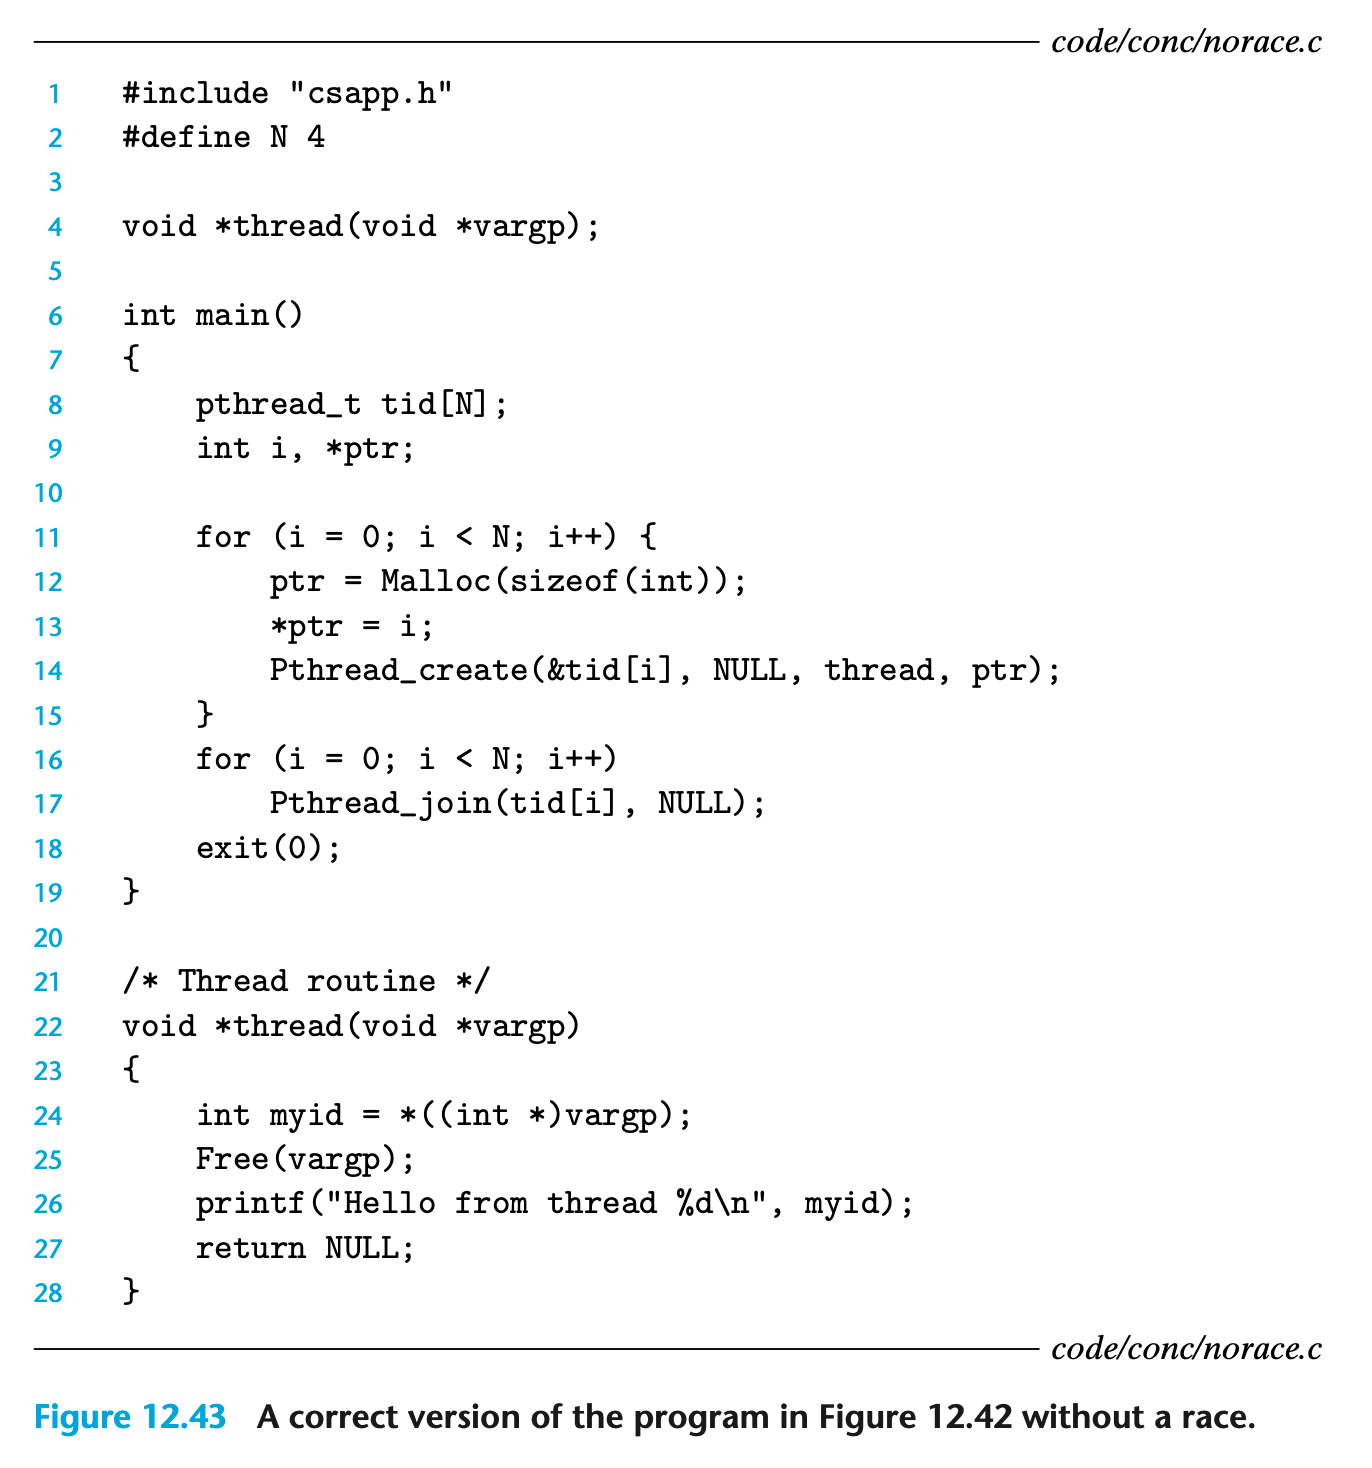 code/conc/norace.c
1 #include "csapp.h"
2 #define N 4
3
4 void *thread(void *vargp);
5
6 int main()
7 {
8     pthread_t tid[N];
9     int i, *ptr;
10
11     for (i = 0; i < N; i++) {
12         ptr = Malloc(sizeof(int));
13         *ptr = i;
14         Pthread_create(&tid[i], NULL, thread, ptr);
15     }
16     for (i = 0; i < N; i++)
17         Pthread_join(tid[i], NULL);
18     exit(0);
19 }
20
21 /* Thread routine */
22 void *thread(void *vargp)
23 {
24     int myid = *((int *)vargp);
25     Free(vargp);
26     printf("Hello from thread %d\n", myid);
27     return NULL;
28 }
code/conc/norace.c
Figure 12.43 A correct version of the program in Figure 12.42 without a race.